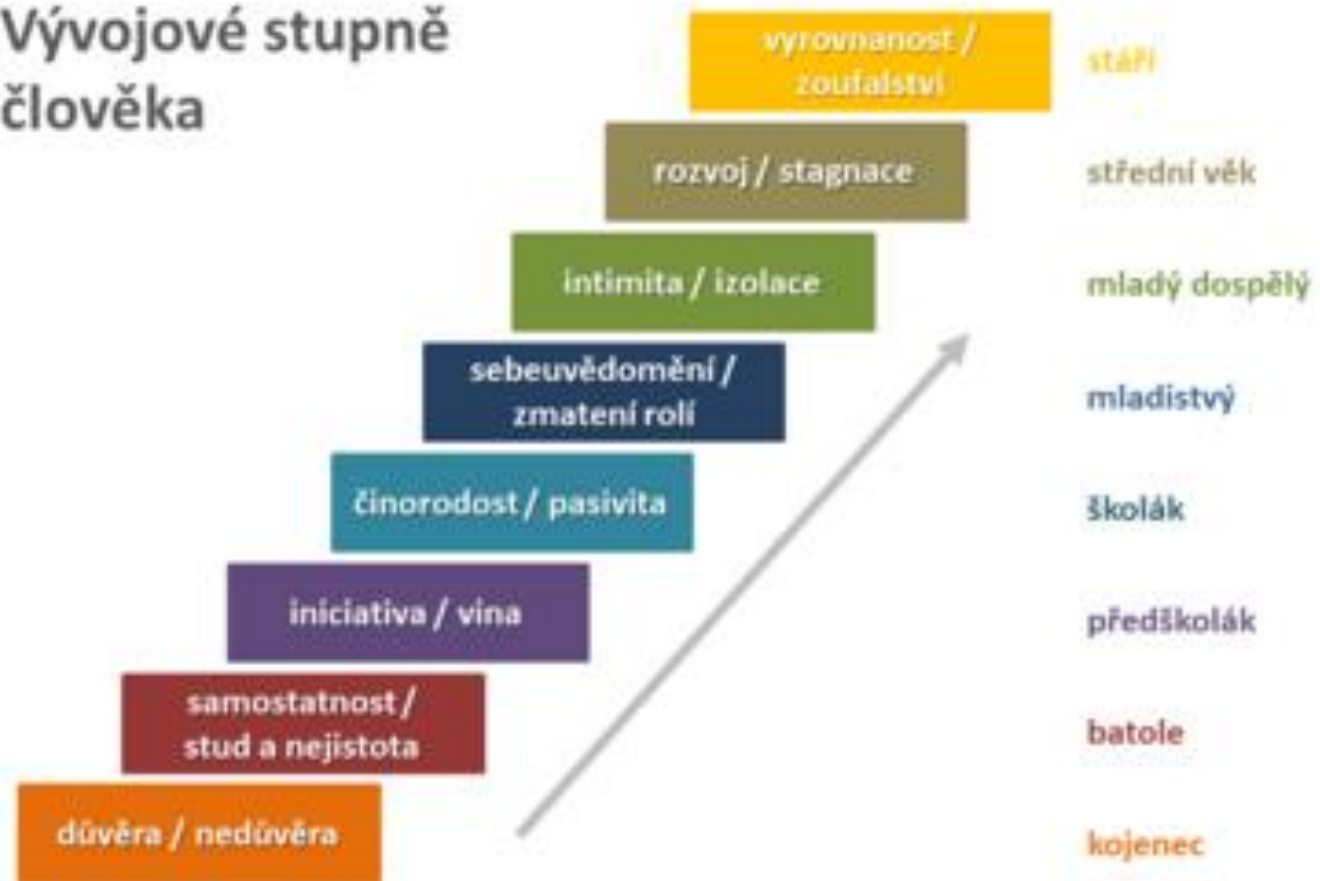 Vývojové stupně
člověka
vyrovnanost /
zoufalství
stáří
rozvoj / stagnace
střední věk
intimita / izolace
mladý dospělý
sebeuvědomění /
zmatení rolí
mladistvý
činorodost / pasivita
školák
iniciativa / vina
předškolák
samostatnost /
stud a nejistota
batole
důvěra / nedůvěra
kojenec